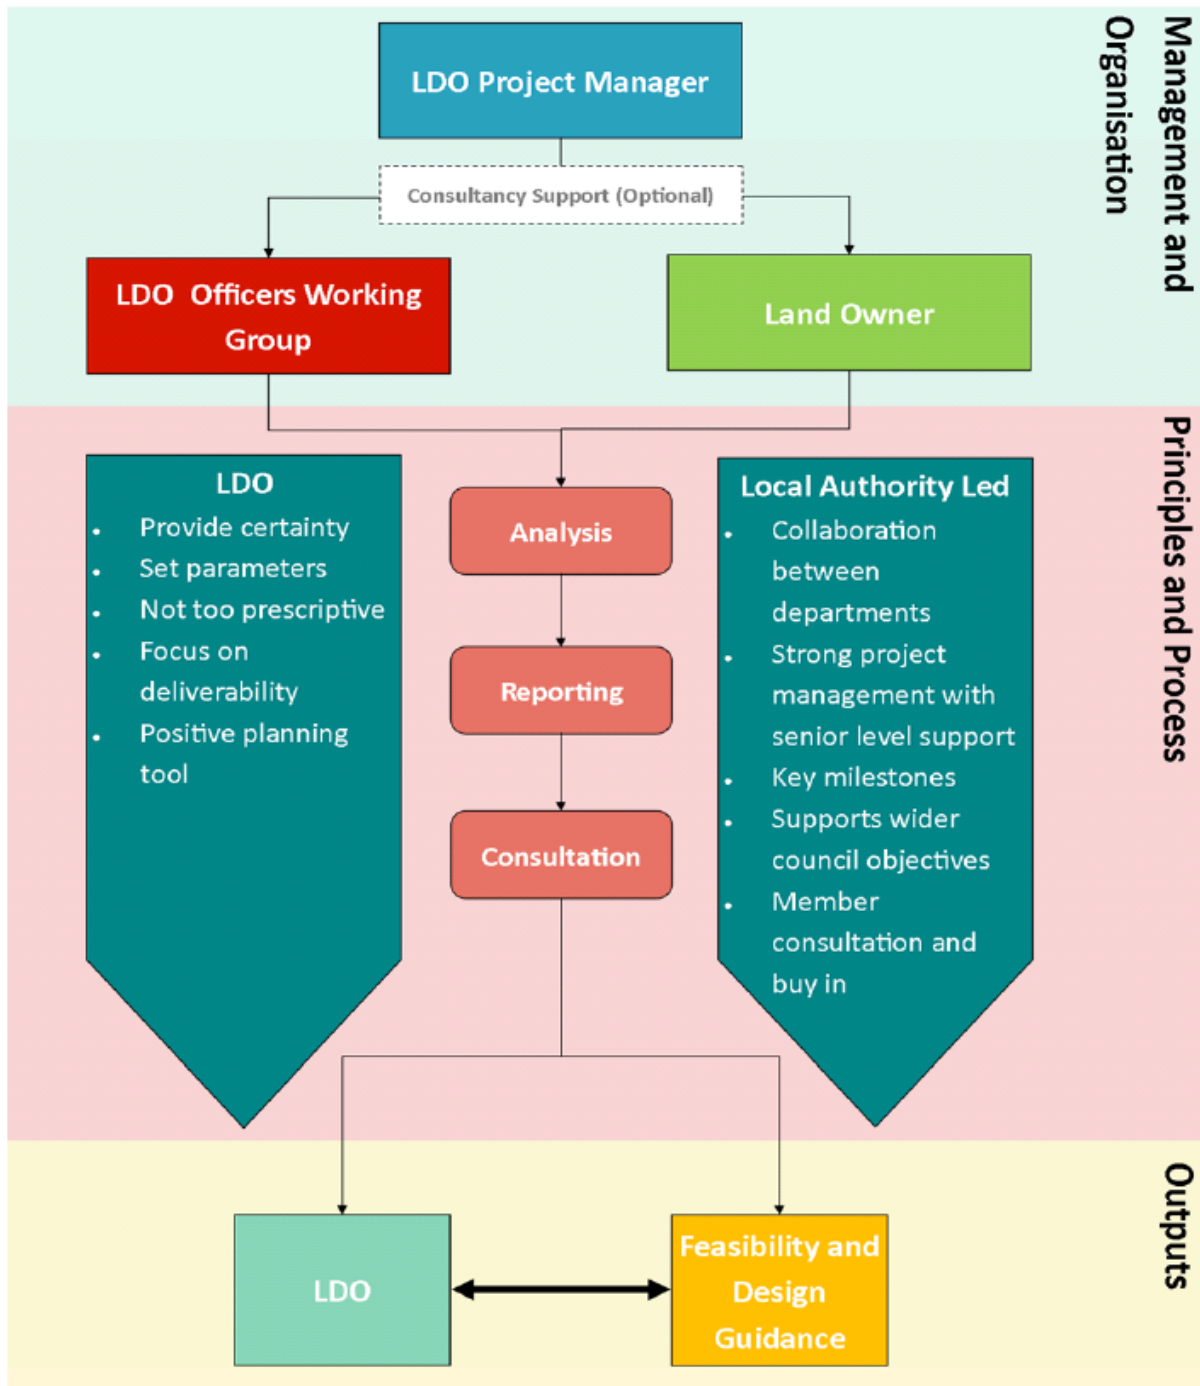 Management and
Organisation
LDO Project Manager
Consultancy Support (Optional)
LDO Officers Working
Group
Land Owner
Principles and Process
LDO
• Provide certainty
• Set parameters
• Not too prescriptive
• Focus on
deliverability
• Positive planning
tool
Analysis
Reporting
Consultation
Local Authority Led
• Collaboration
between
departments
• Strong project
management with
senior level support
• Key milestones
• Supports wider
council objectives
• Member
consultation and
buy in
Outputs
LDO
Feasibility and
Design
Guidance